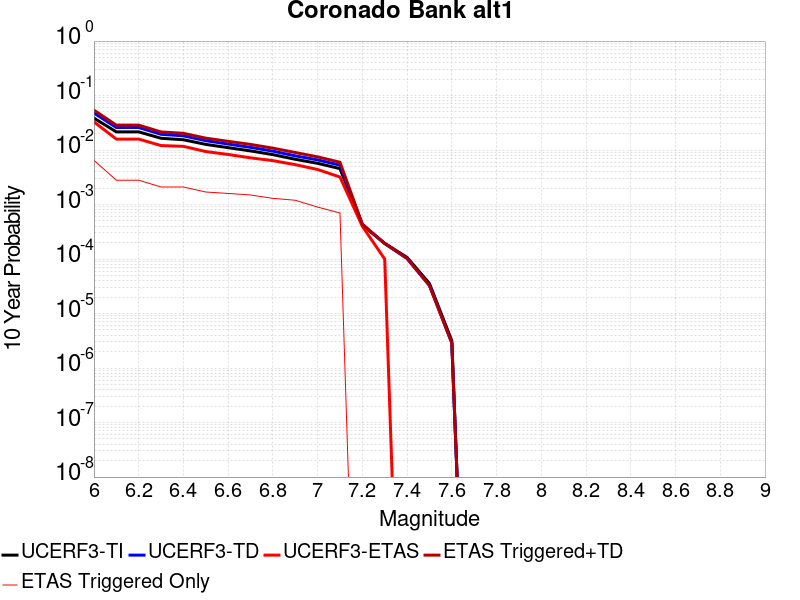 Coronado Bank alt1
10 Year Probability
10^0
10^-1
10^-2
10^-3
10^-4
10^-5
10^-6
10^-7
10^-8
6 6.2 6.4 6.6 6.8 7 7.2 7.4 7.6 7.8 8 8.2 8.4 8.6 8.8 9
Magnitude
UCERF3-TI UCERF3-TD UCERF3-ETAS ETAS Triggered+TD
ETAS Triggered Only